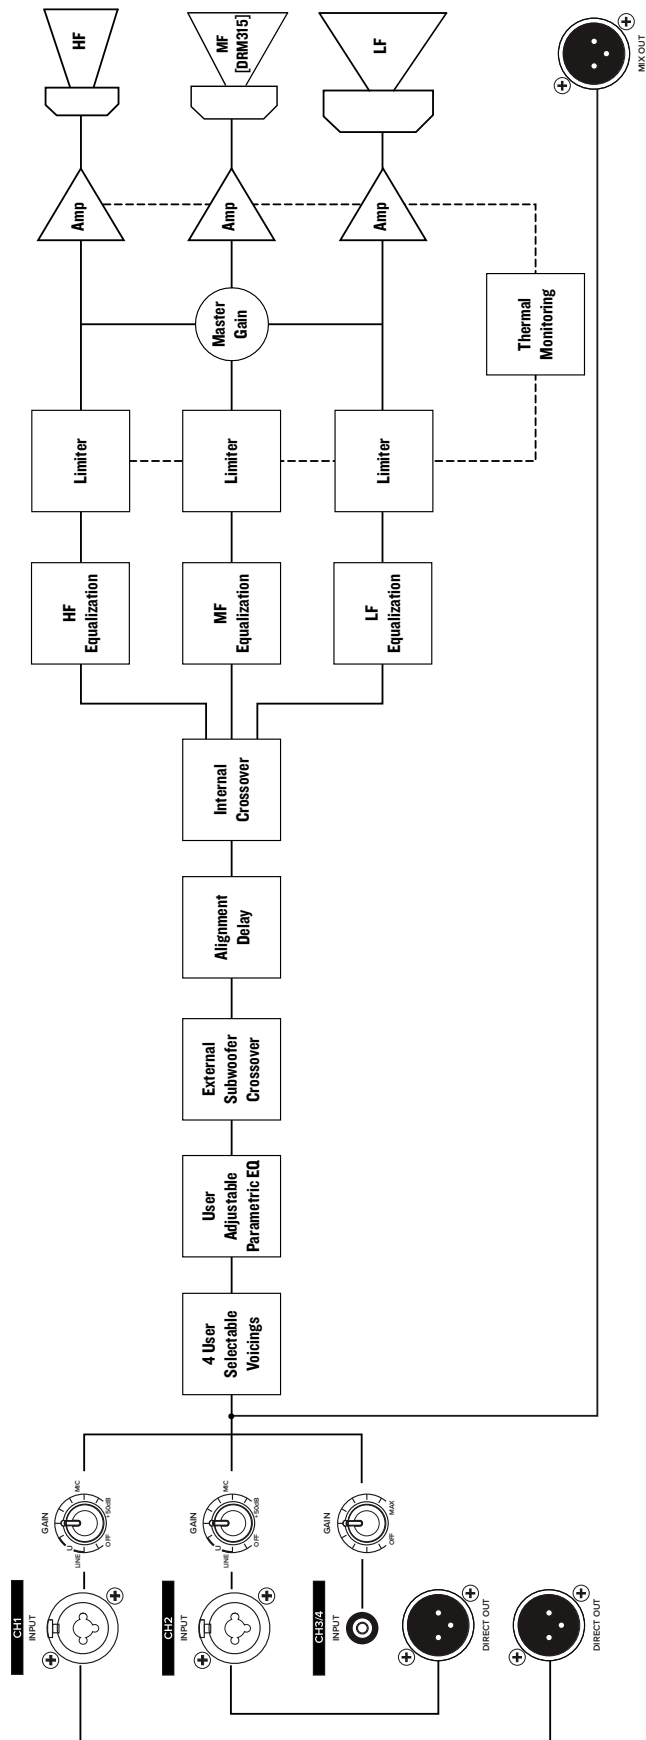 CH1
INPUT
GAIN
LINE
U
MIC
OFF
+50dB
CH2
INPUT
GAIN
LINE
U
MIC
OFF
+50dB
CH3/4
INPUT
GAIN
OFF
MAX
DIRECT OUT
DIRECT OUT
4 User
Selectable
Voicings
User
Adjustable
Parametric EQ
External
Subwoofer
Crossover
Alignment
Delay
Internal
Crossover
HF
Equalization
MF
Equalization
LF
Equalization
Limiter
Limiter
Limiter
Master
Gain
Thermal
Monitoring
Amp
Amp
Amp
HF
MF
[DRM315]
LF
MIX OUT